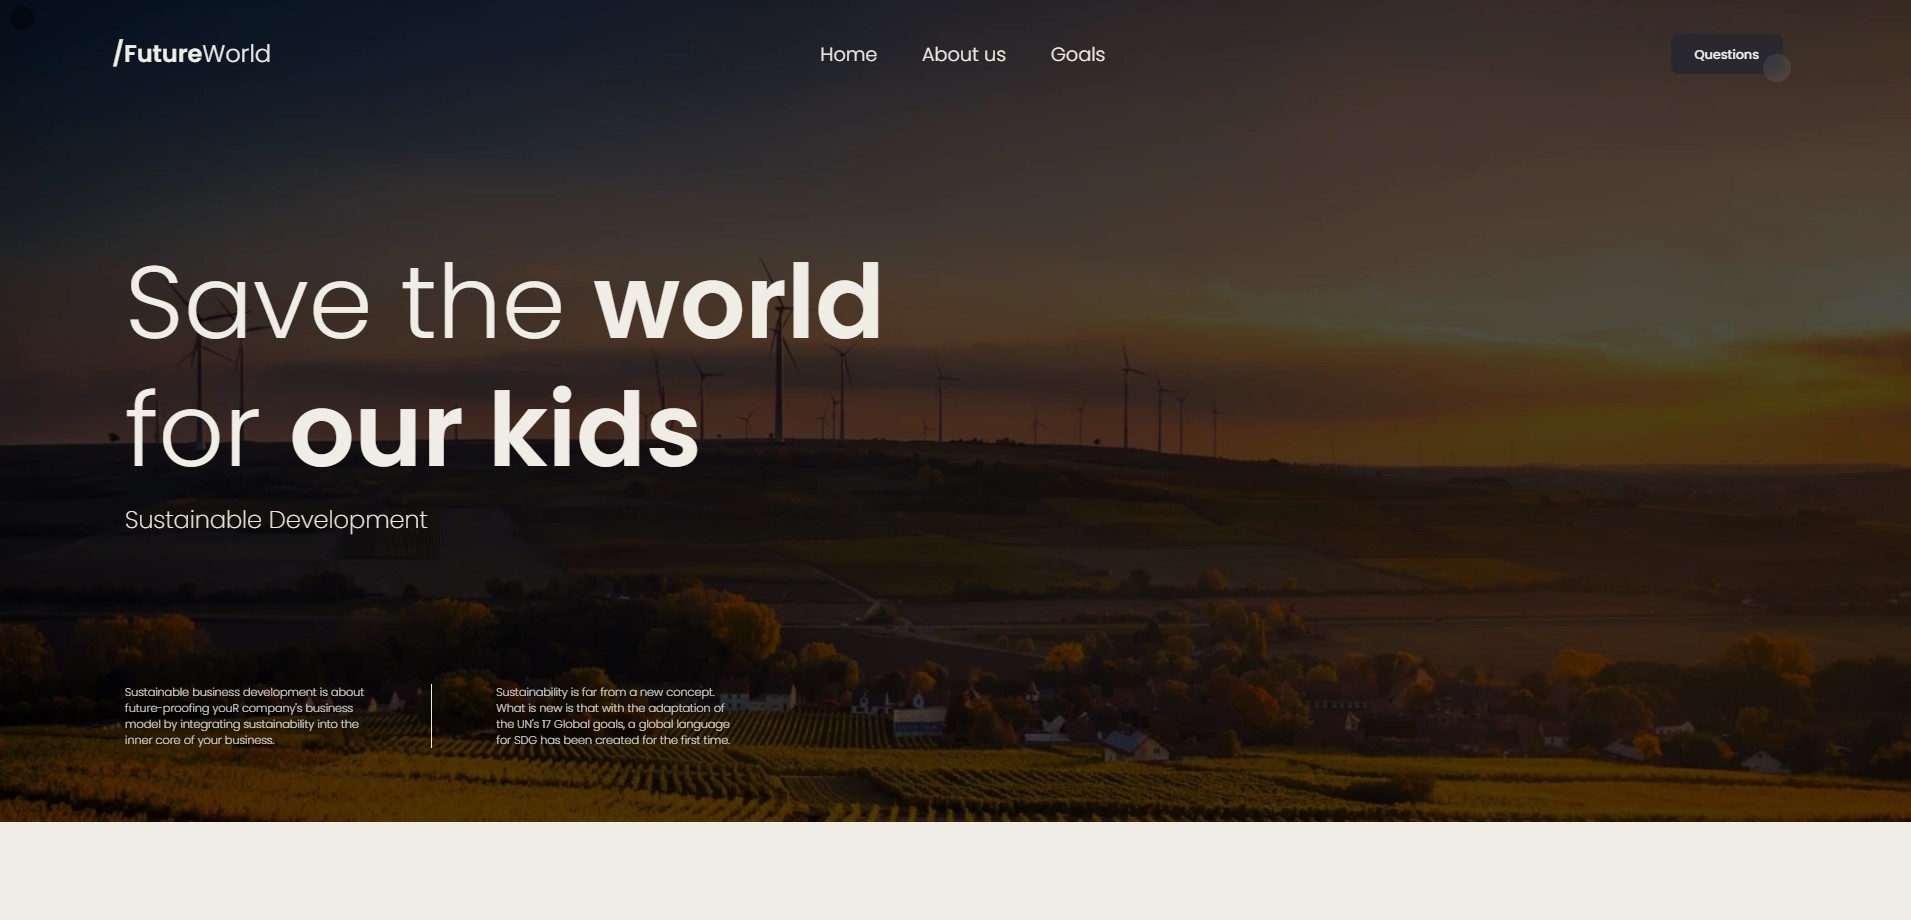 /FutureWorld
Home
About us
Goals
Questions
Save the world
for our kids
Sustainable Development
Sustainable business development is about
future-proofing youR company's business
model by integrating sustainability into the
inner core of your business.
Sustainability is far from a new concept.
What is new is that with the adaptation of
the UN's 17 Global goals, a global language
for SDG has been created for the first time.